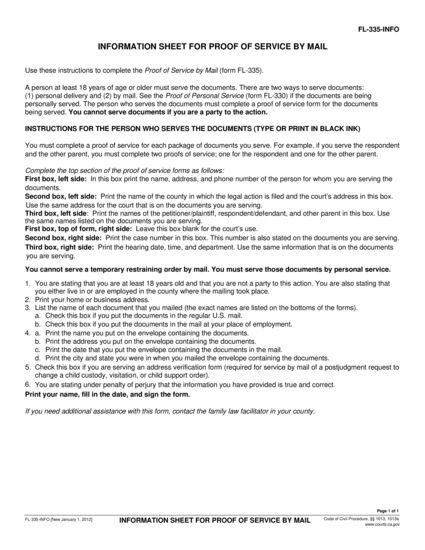 FL-335-INFO
INFORMATION SHEET FOR PROOF OF SERVICE BY MAIL
Use these instructions to complete the Proof of Service by Mail (form FL-335).
A person at least 18 years of age or older must serve the documents. There are two ways to serve documents:
(1) personal delivery and (2) by mail. See the Proof of Personal Service (form FL-330) if the documents are being
personally served. The person who serves the documents must complete a proof of service form for the documents
being served. You cannot serve documents if you are a party to the action.
INSTRUCTIONS FOR THE PERSON WHO SERVES THE DOCUMENTS (TYPE OR PRINT IN BLACK INK)
You must complete a proof of service for each package of documents you serve. For example, if you serve the respondent
and the other parent, you must complete two proofs of service; one for the respondent and one for the other parent.
Complete the top section of the proof of service forms as follows:
First box, left side: In this box print the name, address, and phone number of the person for whom you are serving the
documents.
Second box, left side: Print the name of the county in which the legal action is filed and the court's address in this box.
Use the same address for the court that is on the documents you are serving.
Third box, left side: Print the names of the petitioner/plaintiff, respondent/defendant, and other parent in this box. Use
the same names listed on the documents you are serving.
First box, top of form, right side: Leave this box blank for the court's use.
Second box, right side: Print the case number in this box. This number is also stated on the documents you are serving.
Third box, right side: Print the hearing date, time, and department. Use the same information that is on the documents
you are serving.
You cannot serve a temporary restraining order by mail. You must serve those documents by personal service.
1. You are stating that you are at least 18 years old and that you are not a party to this action. You are also stating that
you either live in or are employed in the county where the mailing took place.
2. Print your home or business address.
3. List the name of each document that you mailed (the exact names are listed on the bottoms of the forms).
a. Check this box if you put the documents in the regular U.S. mail.
b. Check this box if you put the documents in the mail at your place of employment.
4. a. Print the name you put on the envelope containing the documents.
b. Print the address you put on the envelope containing the documents.
c. Print the date that you put the envelope containing the documents in the mail.
d. Print the city and state you were in when you mailed the envelope containing the documents.
5. Check this box if you are serving an address verification form (required for service by mail of a postjudgment request to
change a child custody, visitation, or child support order).
6. You are stating under penalty of perjury that the information you have provided is true and correct.
Print your name, fill in the date, and sign the form.
If you need additional assistance with this form, contact the family law facilitator in your county.
Page 1 of 1
FL-335-INFO [New January 1, 2012]
INFORMATION SHEET FOR PROOF OF SERVICE BY MAIL
Code of Civil Procedure, §§ 1013, 1013a
www.courts.ca.gov